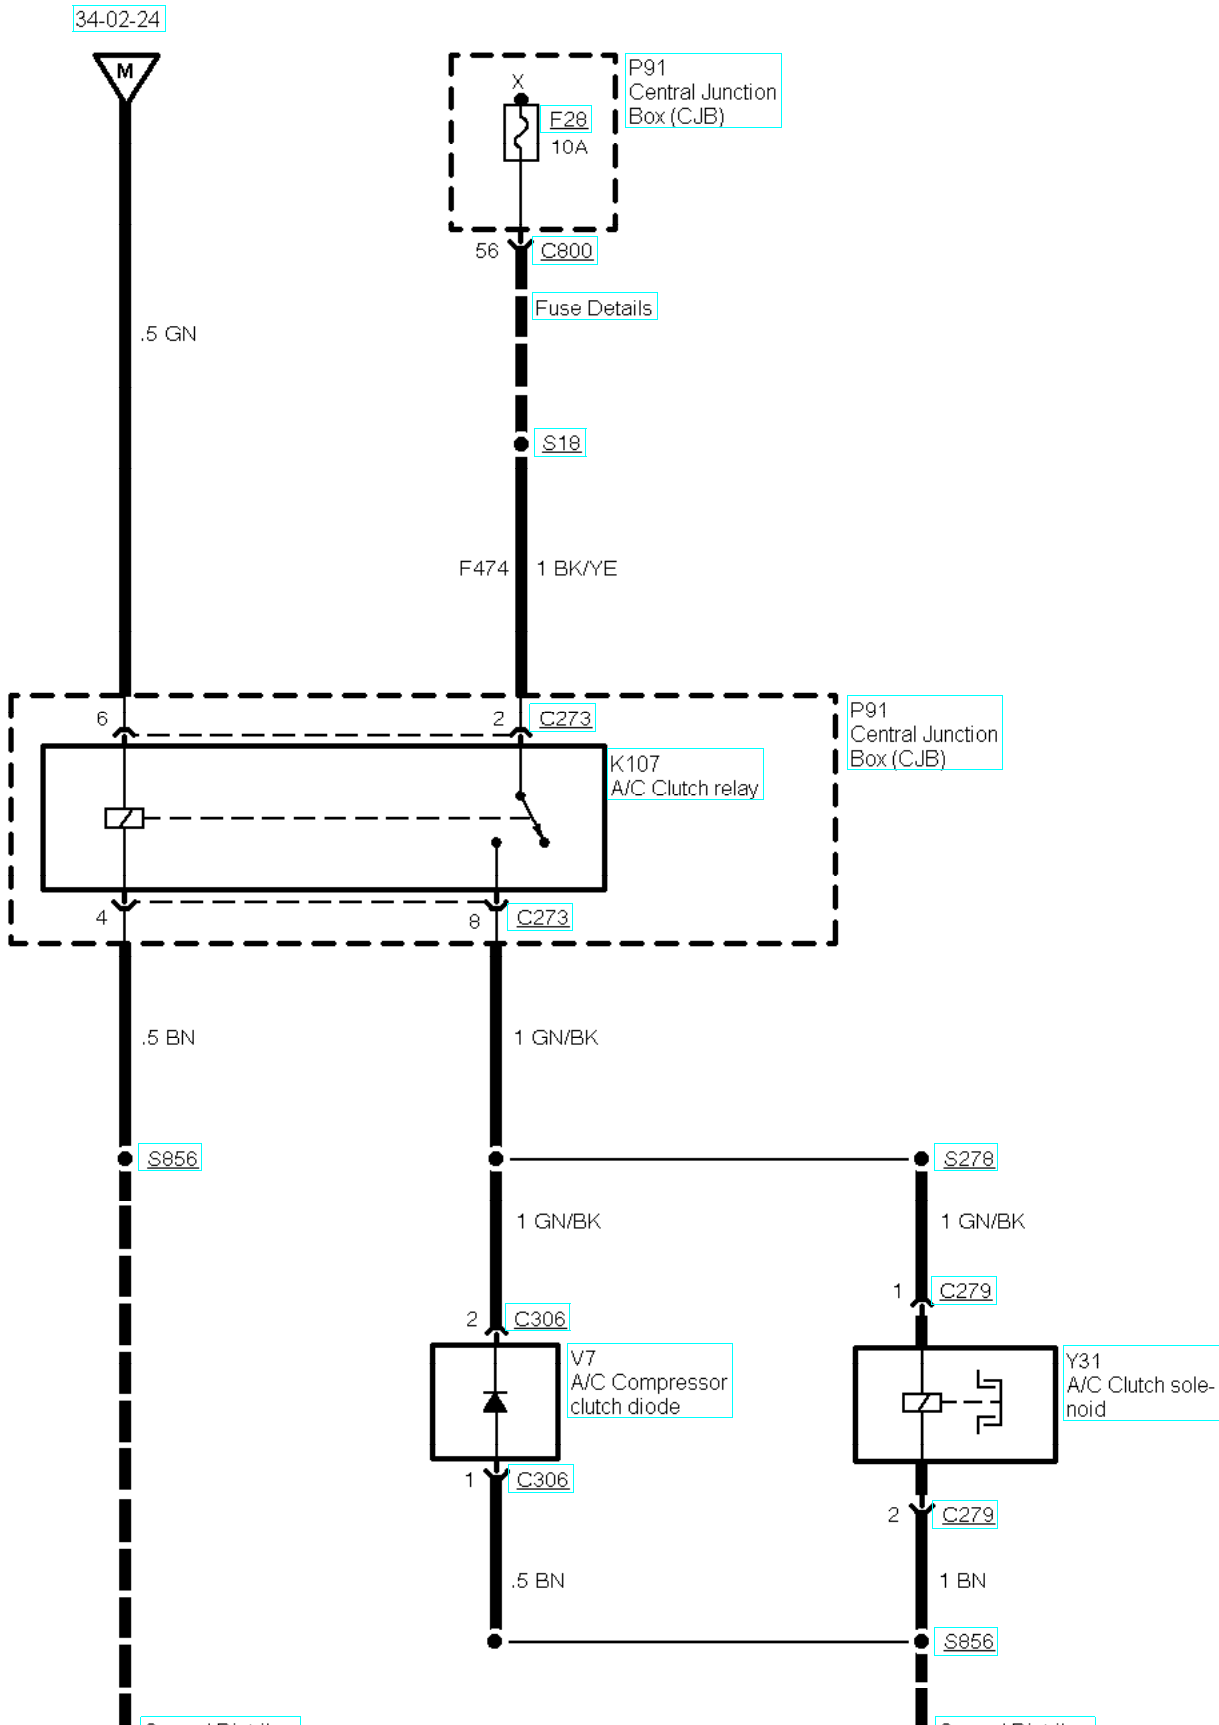 34-02-24
M
P91
Central Junction
Box (CJB)
X
F28
10A
56
C800
Fuse Details
.5 GN
S18
F474
1 BK/YE
P91
Central Junction
Box (CJB)
6
2
C273
K107
A/C Clutch relay
4
8
C273
.5 BN
1 GN/BK
S856
S278
1 GN/BK
1 GN/BK
1
C279
2
C306
V7
A/C Compressor
clutch diode
Y31
A/C Clutch sole-
noid
1
C306
2
C279
.5 BN
1 BN
S856